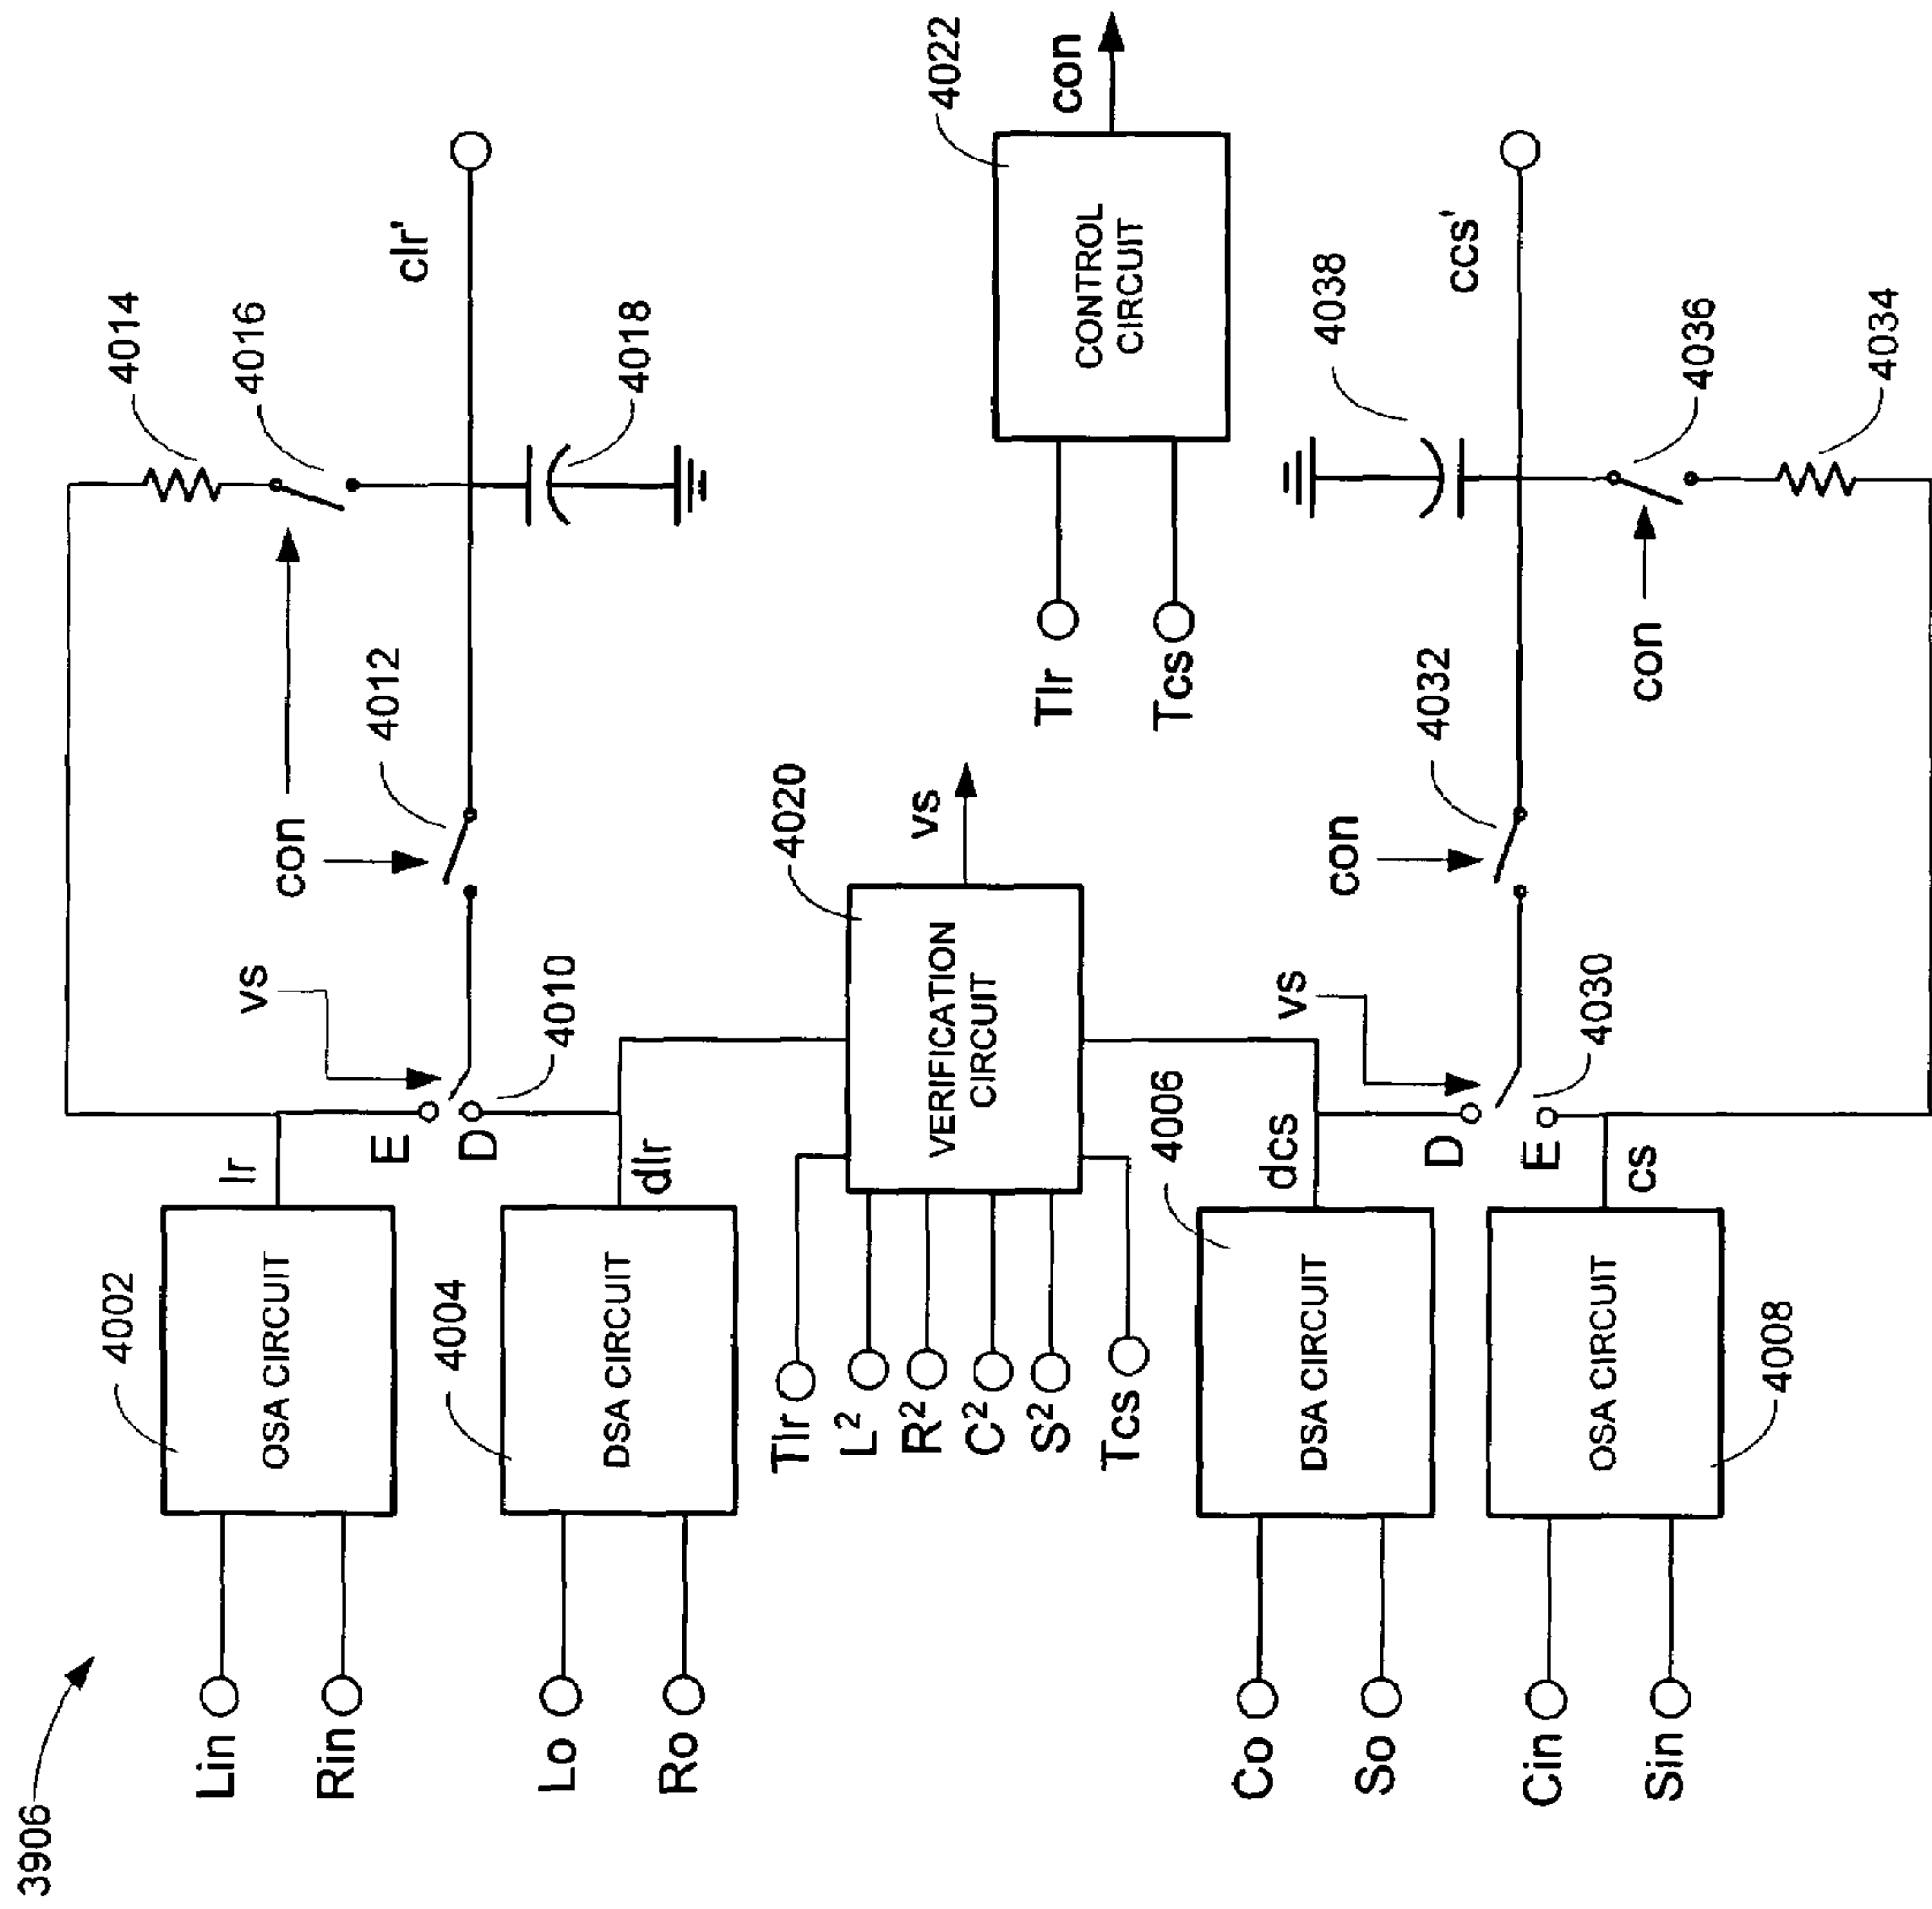 3906
Lin
Rin
4002
OSA CIRCUIT
lr
E
vs
con
4012
4014
4016
4018
clr'
4004
Lo
Ro
DSA CIRCUIT
dlr
D
4010
Tlr
L²
R²
C²
S²
Tcs
VERIFICATION
CIRCUIT
4020
vs
Tlr
Tcs
CONTROL
CIRCUIT
4022
con
Co
So
DSA CIRCUIT
4006
dcs
D
vs
con
4032
4038
ccs'
Cin
Sin
OSA CIRCUIT
4008
cs
E
4030
con
4036
4034